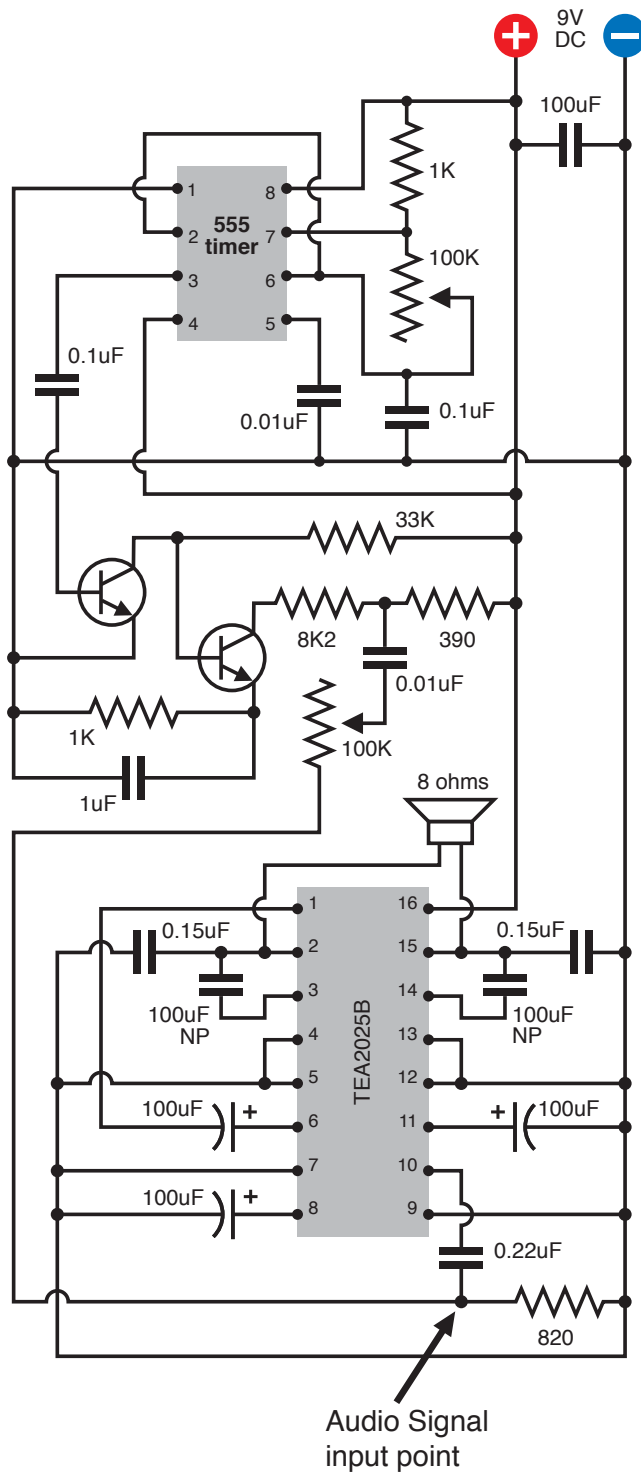 9V
DC
100uF
1K
1
8
555
timer
2
7
100K
3
6
4
5
0.1uF
0.01uF
0.1uF
33K
8K2
390
0.01uF
100K
1K
1uF
8 ohms
1
16
0.15uF
0.15uF
2
15
3
14
100uF
NP
100uF
NP
TEA2025B
4
13
5
12
100uF
+
6
11
+
100uF
7
10
100uF
+
8
9
0.22uF
820
Audio Signal
input point